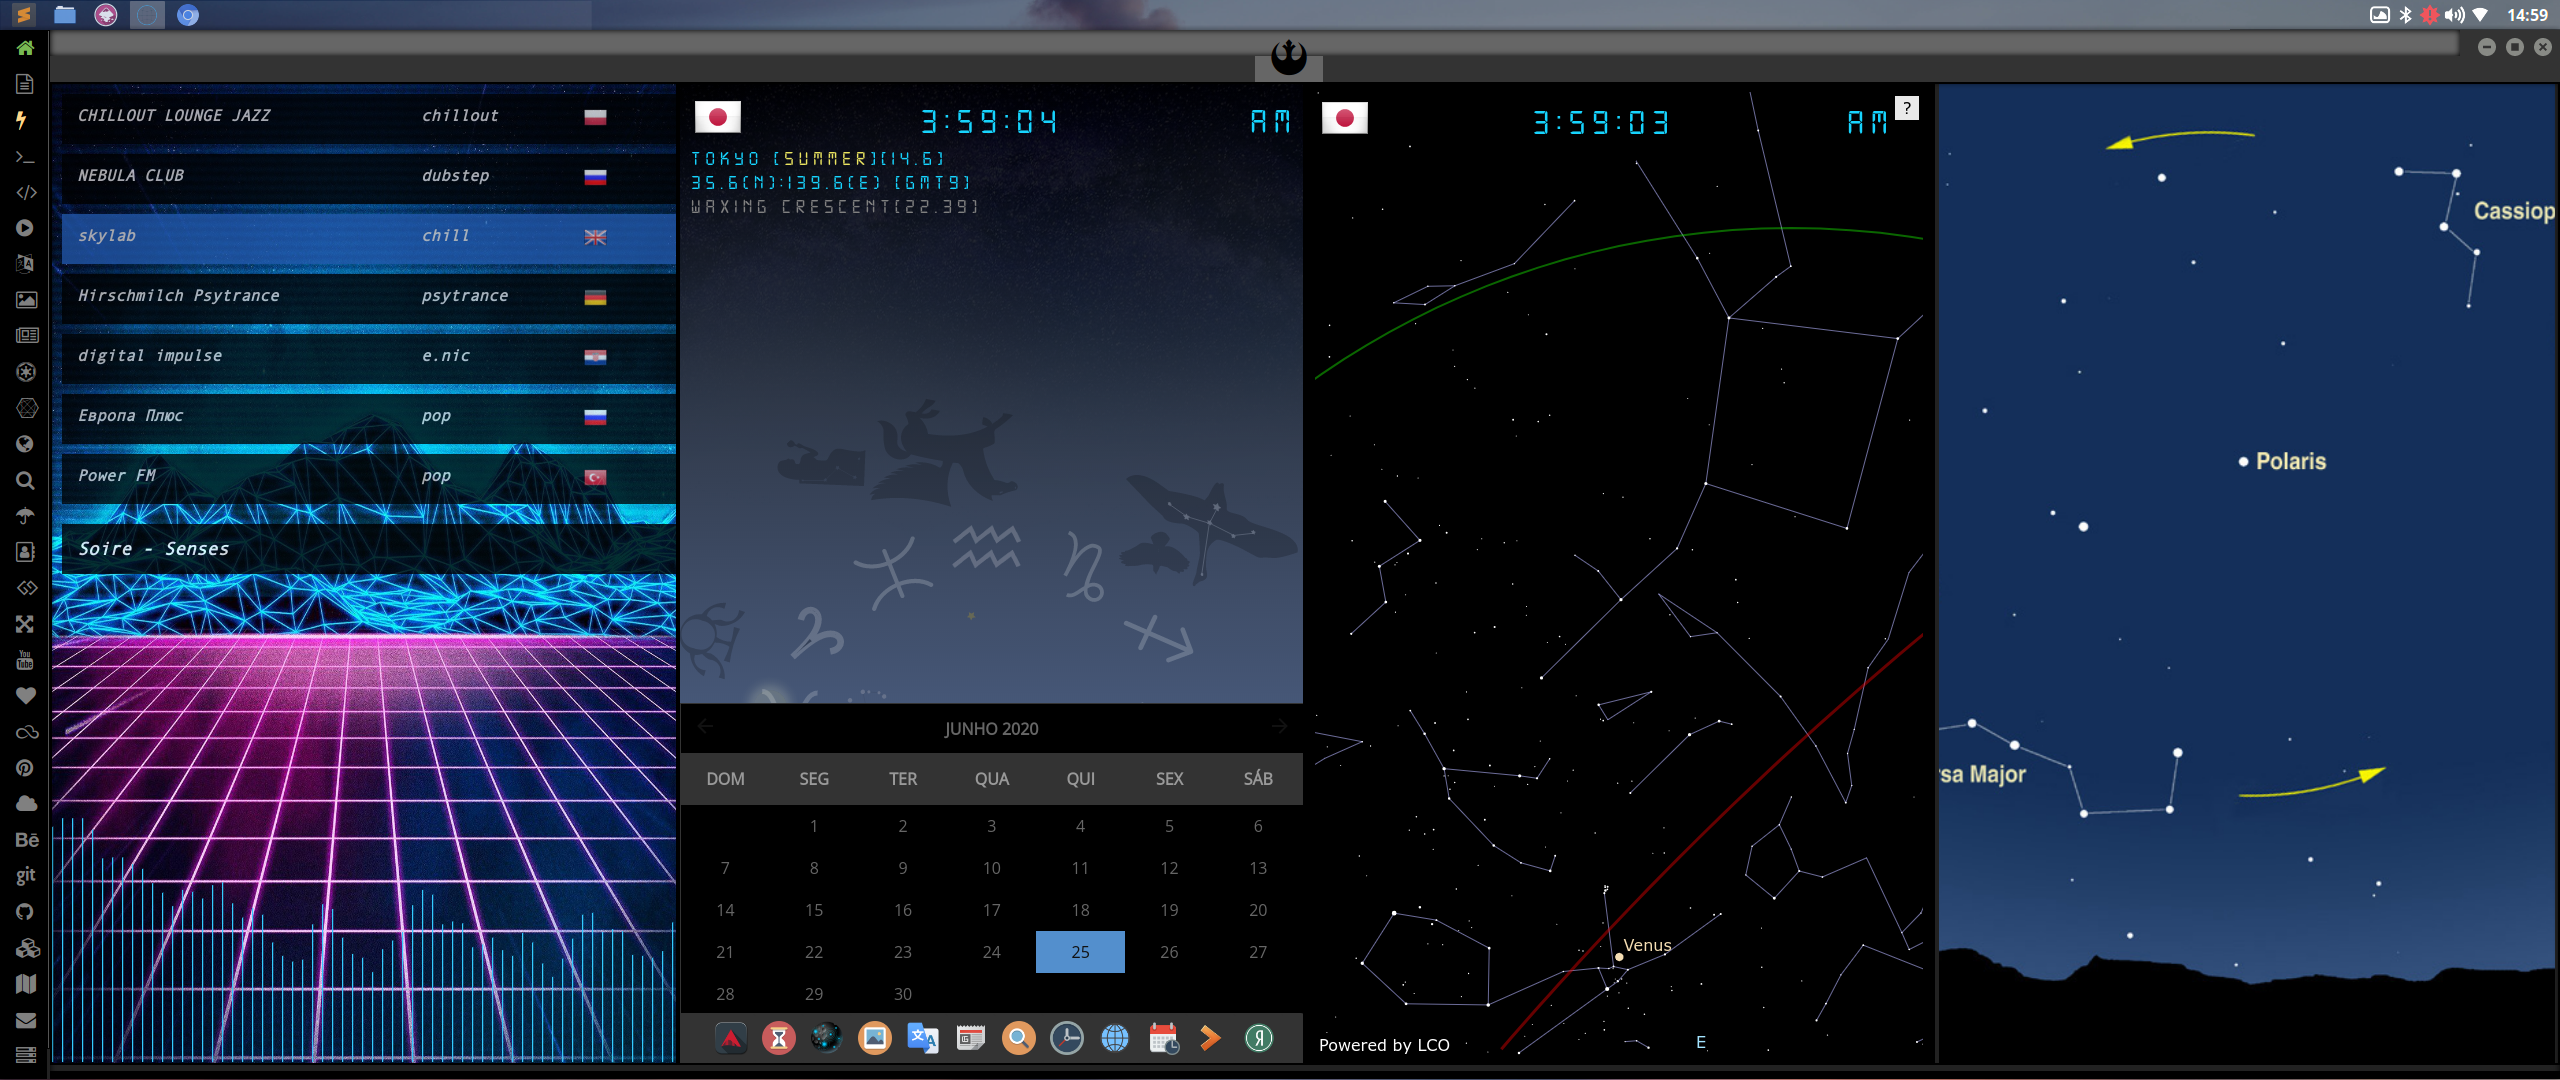 14:59
CHILLOUT LOUNGE JAZZ chillout
NEBULA CLUB dubstep
skylab chill
Hirschmilch Psytrance psytrance
digital impulse e.nic
Европа Плюс pop
Power FM pop
Soire - Senses
You
Tube
Bē
git
3:59:04 AM
TOKYO [SUMMER][14.6]
35.6(N):139.6(E) [GMT9]
WAXING CRESCENT[22.39]
JUNHO 2020
DOM SEG TER QUA QUI SEX SÁB
1 2 3 4 5 6
7 8 9 10 11 12 13
14 15 16 17 18 19 20
21 22 23 24 25 26 27
28 29 30
Я
3:59:03 AM ?
Venus
E
Powered by LCO
Cassiop
Polaris
sa Major